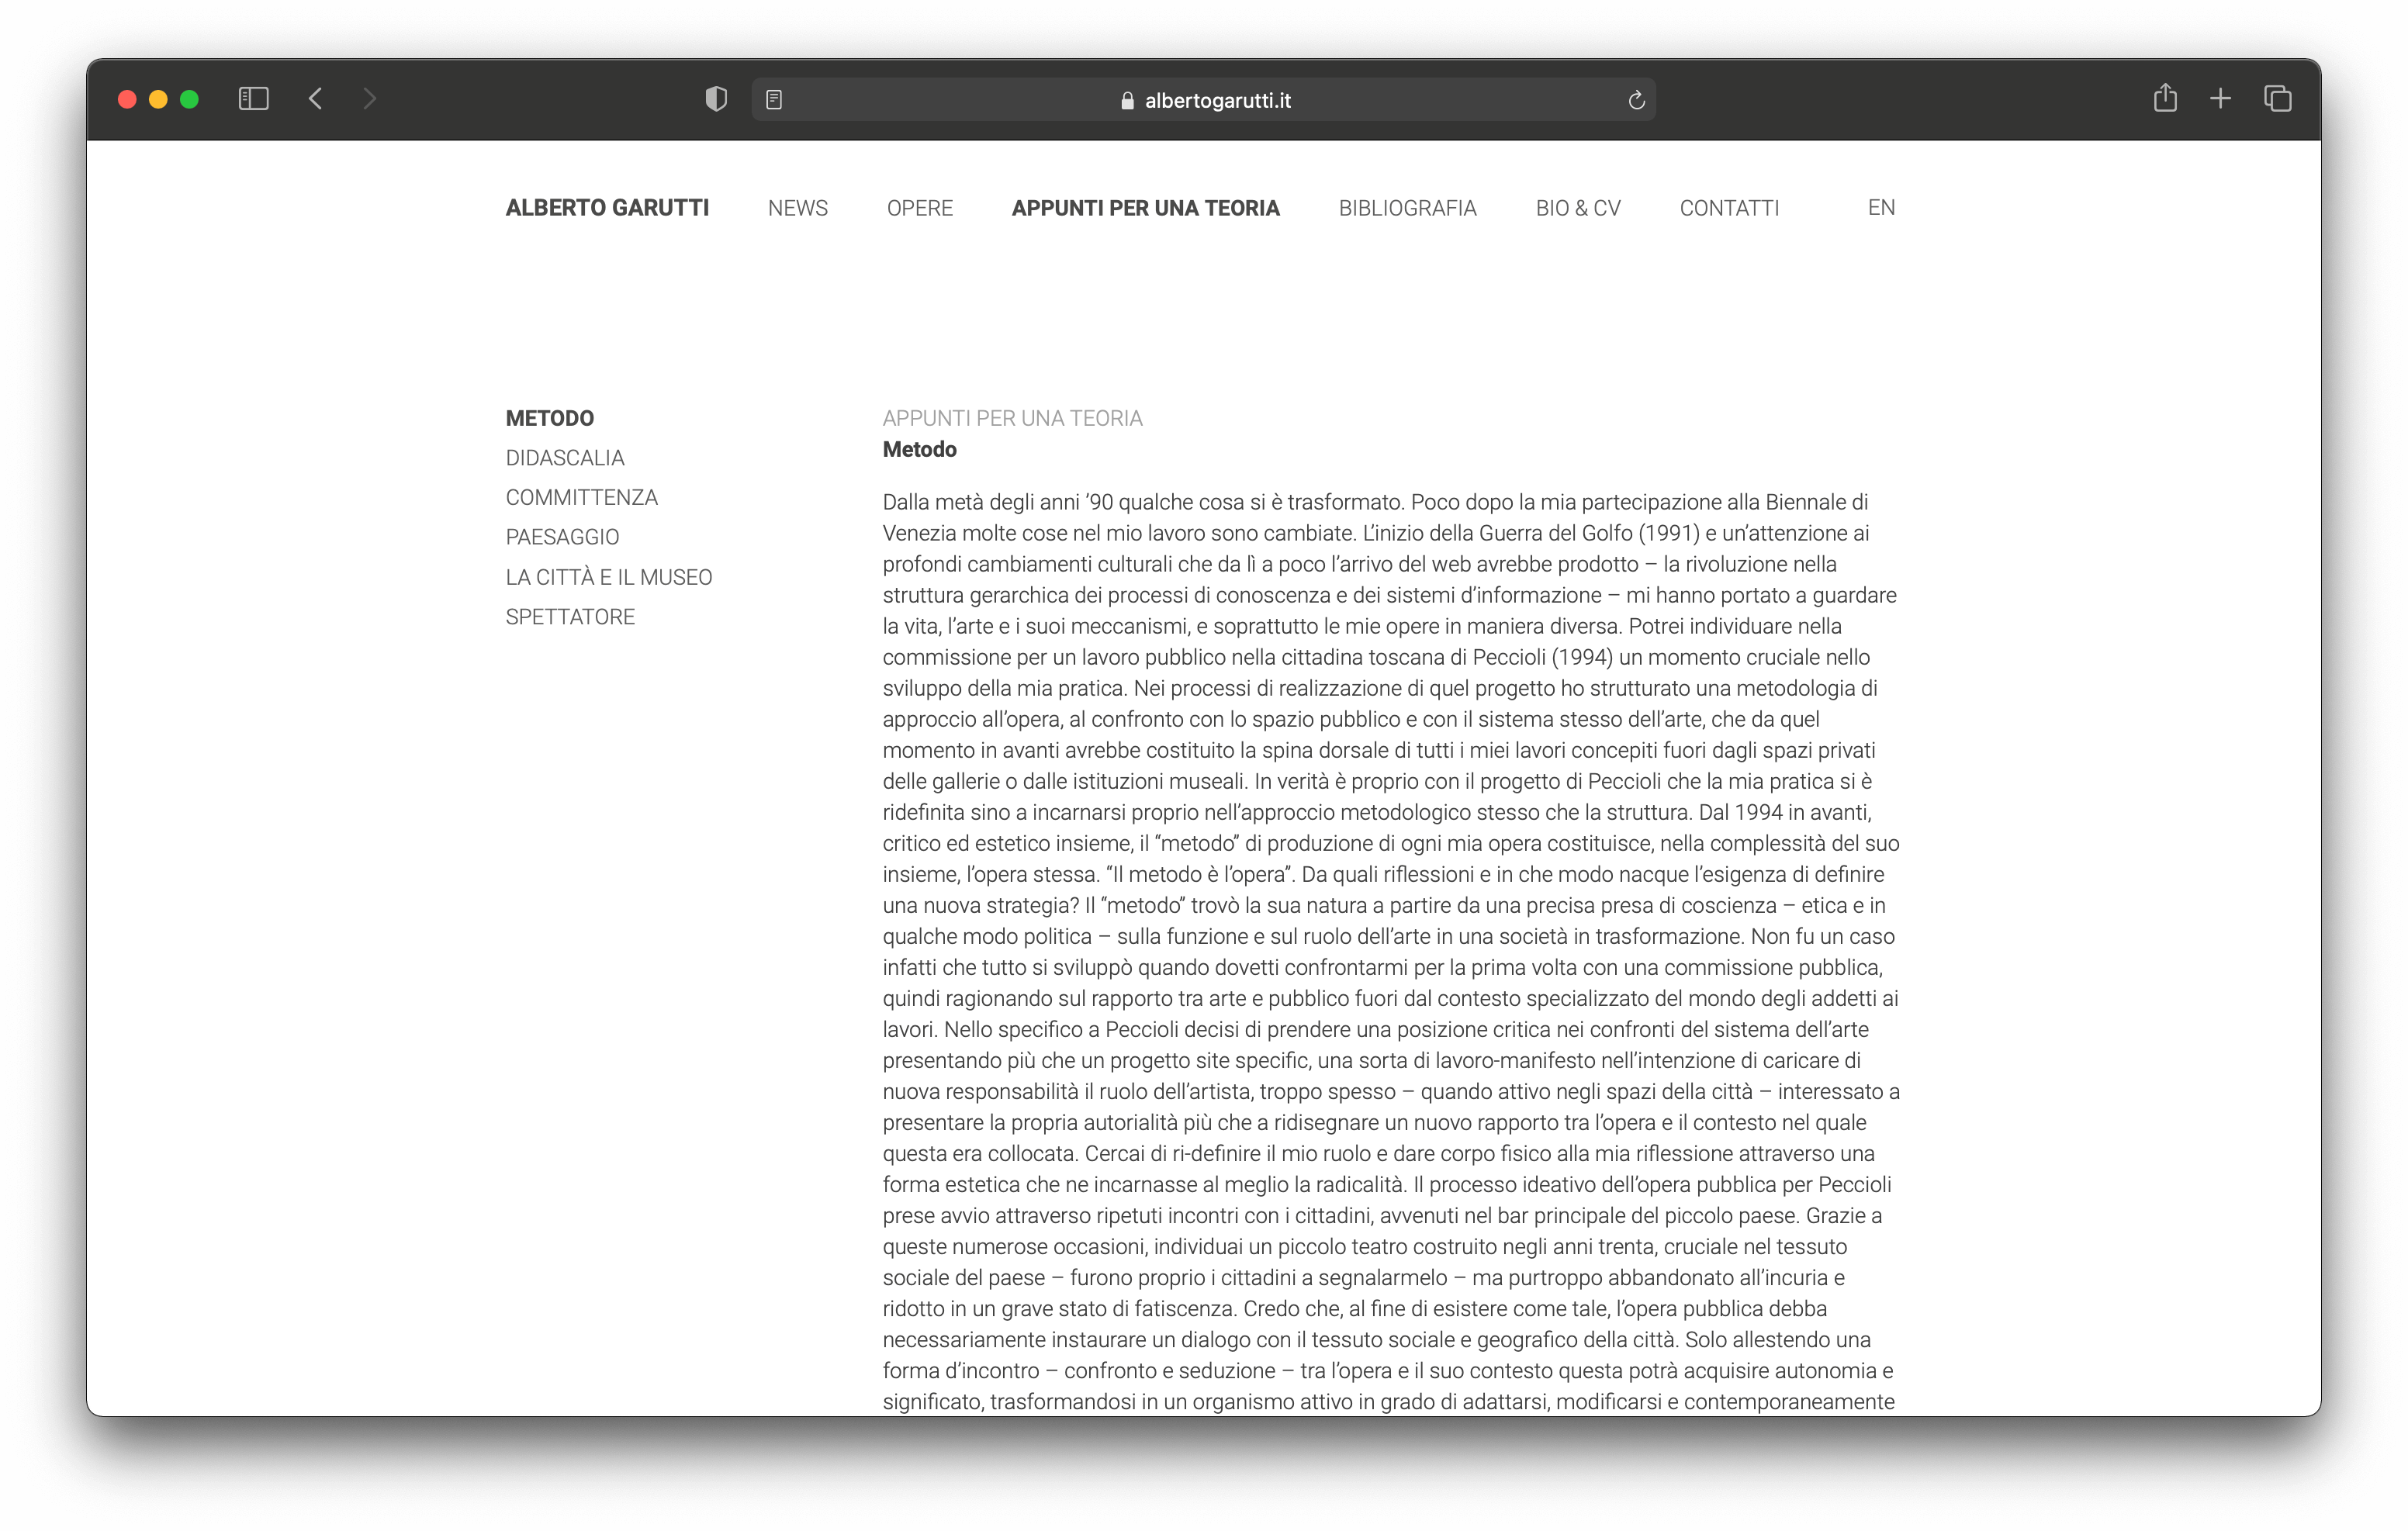 albertogarutti.it
ALBERTO GARUTTI NEWS OPERE APPUNTI PER UNA TEORIA BIBLIOGRAFIA BIO & CV CONTATTI EN
METODO
DIDASCALIA
COMMITTENZA
PAESAGGIO
LA CITTÀ E IL MUSEO
SPETTATORE
APPUNTI PER UNA TEORIA
Metodo
Dalla metà degli anni ’90 qualche cosa si è trasformato. Poco dopo la mia partecipazione alla Biennale di
Venezia molte cose nel mio lavoro sono cambiate. L’inizio della Guerra del Golfo (1991) e un’attenzione ai
profondi cambiamenti culturali che da lì a poco l’arrivo del web avrebbe prodotto – la rivoluzione nella
struttura gerarchica dei processi di conoscenza e dei sistemi d’informazione – mi hanno portato a guardare
la vita, l’arte e i suoi meccanismi, e soprattutto le mie opere in maniera diversa. Potrei individuare nella
commissione per un lavoro pubblico nella cittadina toscana di Peccioli (1994) un momento cruciale nello
sviluppo della mia pratica. Nei processi di realizzazione di quel progetto ho strutturato una metodologia di
approccio all’opera, al confronto con lo spazio pubblico e con il sistema stesso dell’arte, che da quel
momento in avanti avrebbe costituito la spina dorsale di tutti i miei lavori concepiti fuori dagli spazi privati
delle gallerie o dalle istituzioni museali. In verità è proprio con il progetto di Peccioli che la mia pratica si è
ridefinita sino a incarnarsi proprio nell’approccio metodologico stesso che la struttura. Dal 1994 in avanti,
critico ed estetico insieme, il “metodo” di produzione di ogni mia opera costituisce, nella complessità del suo
insieme, l’opera stessa. “Il metodo è l’opera”. Da quali riflessioni e in che modo nacque l’esigenza di definire
una nuova strategia? Il “metodo” trovò la sua natura a partire da una precisa presa di coscienza – etica e in
qualche modo politica – sulla funzione e sul ruolo dell’arte in una società in trasformazione. Non fu un caso
infatti che tutto si sviluppò quando dovetti confrontarmi per la prima volta con una commissione pubblica,
quindi ragionando sul rapporto tra arte e pubblico fuori dal contesto specializzato del mondo degli addetti ai
lavori. Nello specifico a Peccioli decisi di prendere una posizione critica nei confronti del sistema dell’arte
presentando più che un progetto site specific, una sorta di lavoro-manifesto nell’intenzione di caricare di
nuova responsabilità il ruolo dell’artista, troppo spesso – quando attivo negli spazi della città – interessato a
presentare la propria autorialità più che a ridisegnare un nuovo rapporto tra l’opera e il contesto nel quale
questa era collocata. Cercai di ri-definire il mio ruolo e dare corpo fisico alla mia riflessione attraverso una
forma estetica che ne incarnasse al meglio la radicalità. Il processo ideativo dell’opera pubblica per Peccioli
prese avvio attraverso ripetuti incontri con i cittadini, avvenuti nel bar principale del piccolo paese. Grazie a
queste numerose occasioni, individuai un piccolo teatro costruito negli anni trenta, cruciale nel tessuto
sociale del paese – furono proprio i cittadini a segnalarmelo – ma purtroppo abbandonato all’incuria e
ridotto in un grave stato di fatiscenza. Credo che, al fine di esistere come tale, l’opera pubblica debba
necessariamente instaurare un dialogo con il tessuto sociale e geografico della città. Solo allestendo una
forma d’incontro – confronto e seduzione – tra l’opera e il suo contesto questa potrà acquisire autonomia e
significato, trasformandosi in un organismo attivo in grado di adattarsi, modificarsi e contemporaneamente